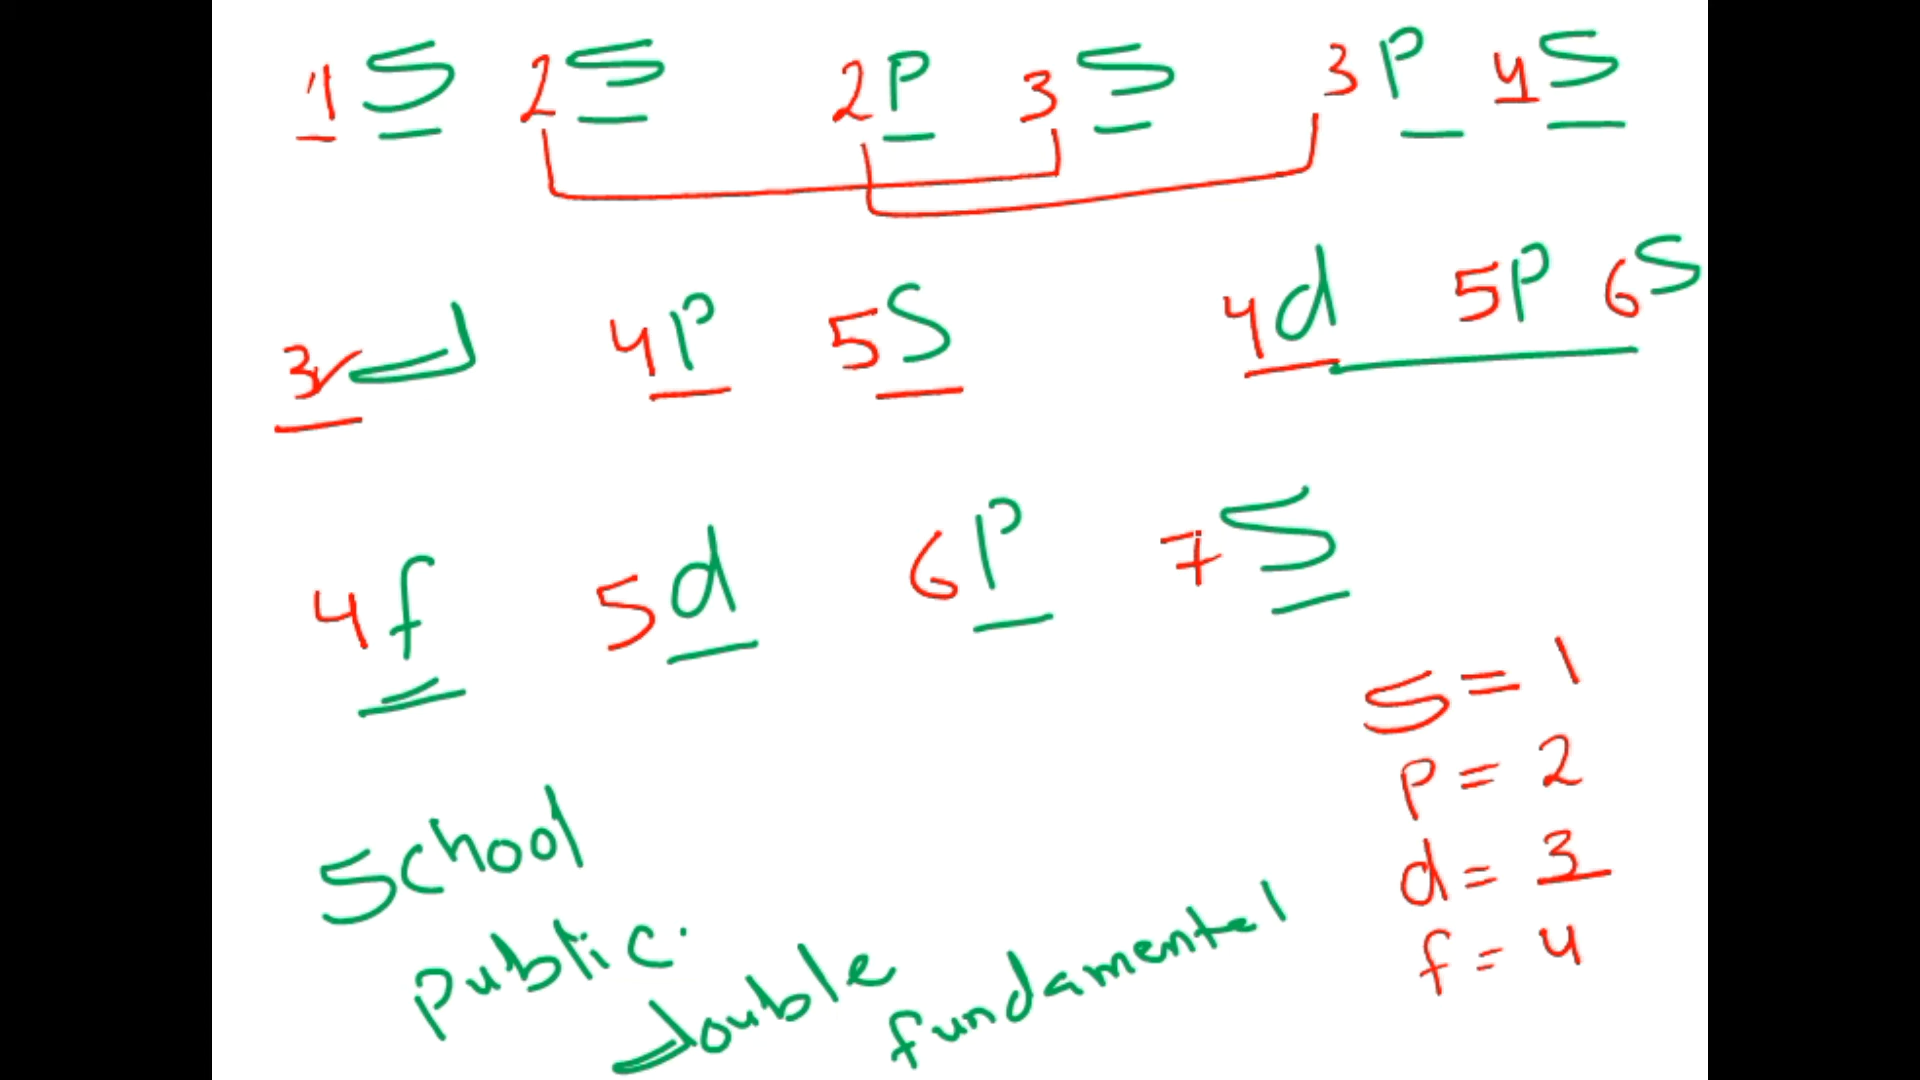 1S 2S 2P 3S 3P 4S
3d 4P 5S 4d 5P 6S
4f 5d 6P 7S
S = 1
P = 2
d = 3
f = 4
School
public.
double
fundamental